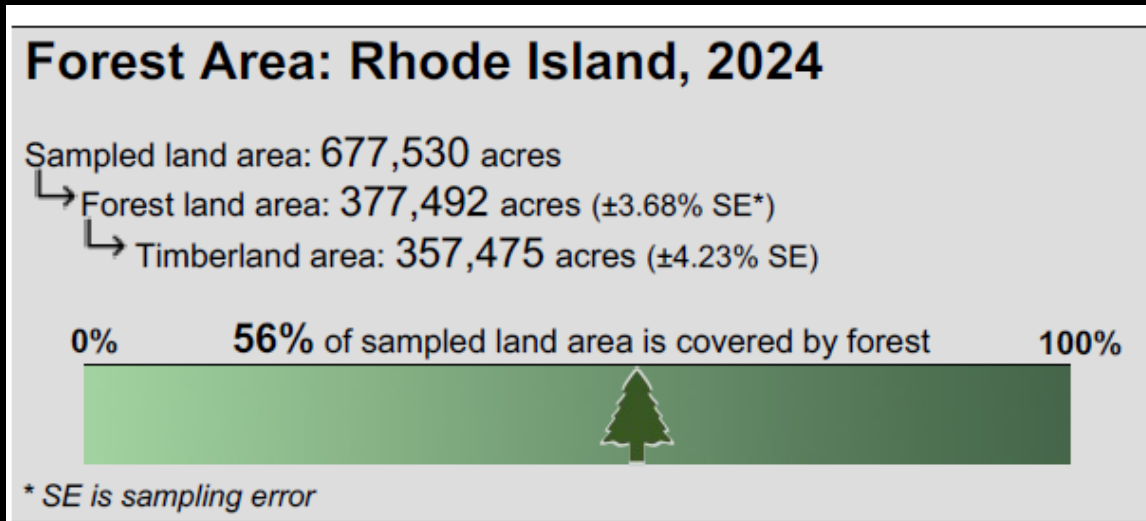 Forest Area: Rhode Island, 2024
Sampled land area: 677,530 acres
Forest land area: 377,492 acres (±3.68% SE*)
Timberland area: 357,475 acres (±4.23% SE)
0% 56% of sampled land area is covered by forest 100%
* SE is sampling error